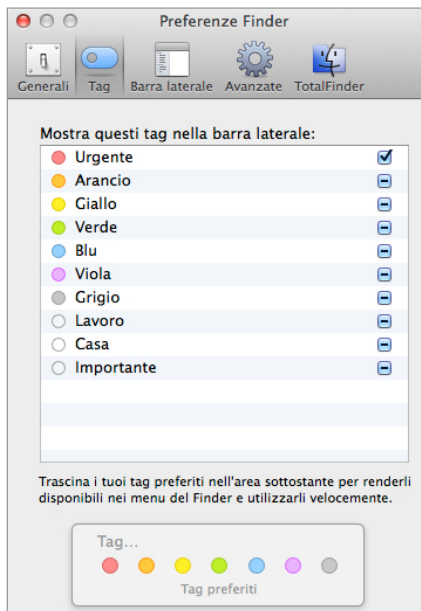 Preferenze Finder
Generali Tag Barra laterale Avanzate TotalFinder
Mostra questi tag nella barra laterale:
Urgente
Arancio
Giallo
Verde
Blu
Viola
Grigio
Lavoro
Casa
Importante
Trascina i tuoi tag preferiti nell'area sottostante per renderli
disponibili nei menu del Finder e utilizzarli velocemente.
Tag...
Tag preferiti